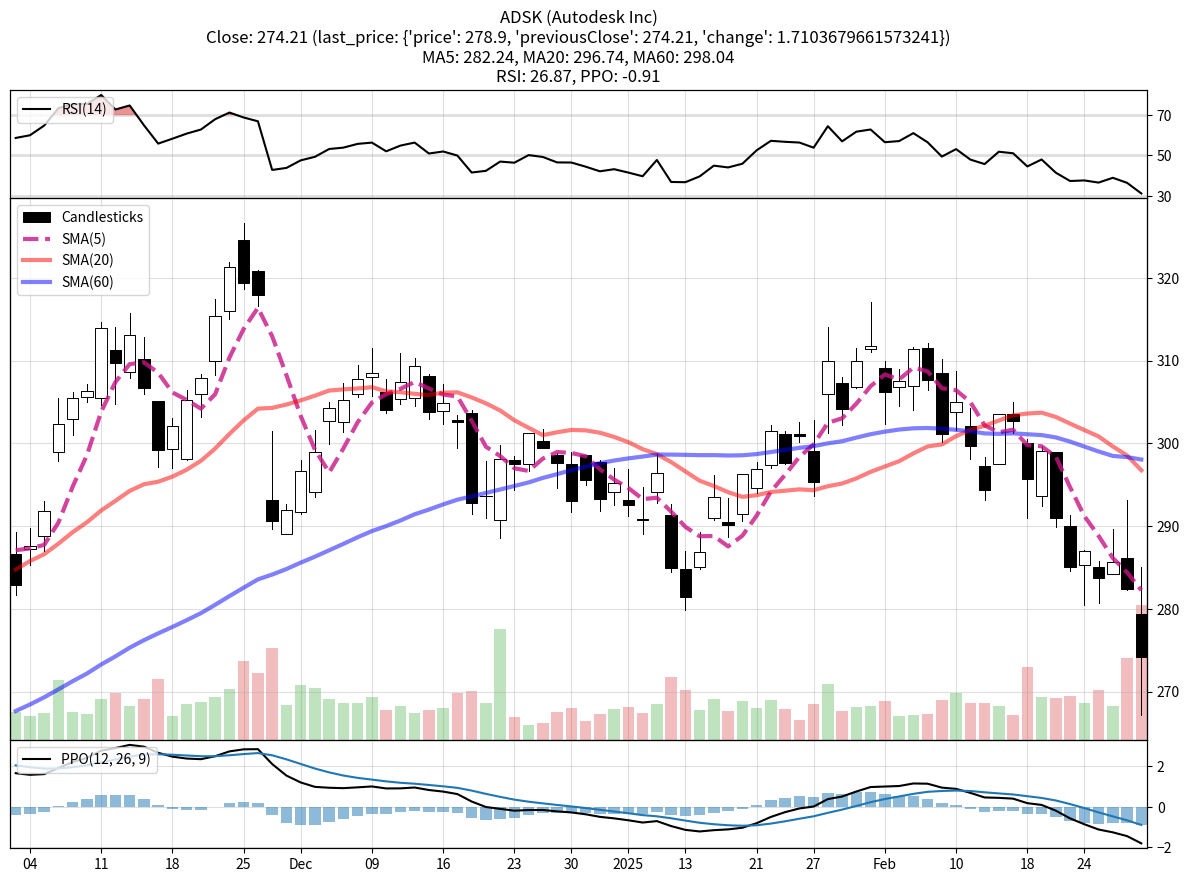 ADSK (Autodesk Inc)
Close: 274.21 (last_price: {'price': 278.9, 'previousClose': 274.21, 'change': 1.7103679661573241})
MA5: 282.24, MA20: 296.74, MA60: 298.04
RSI: 26.87, PPO: -0.91
RSI(14)
70
50
30
Candlesticks
SMA(5)
SMA(20)
SMA(60)
320
310
300
290
280
270
PPO(12, 26, 9)
2
0
−2
04 11 18 25 Dec 09 16 23 30 2025 13 21 27 Feb 10 18 24